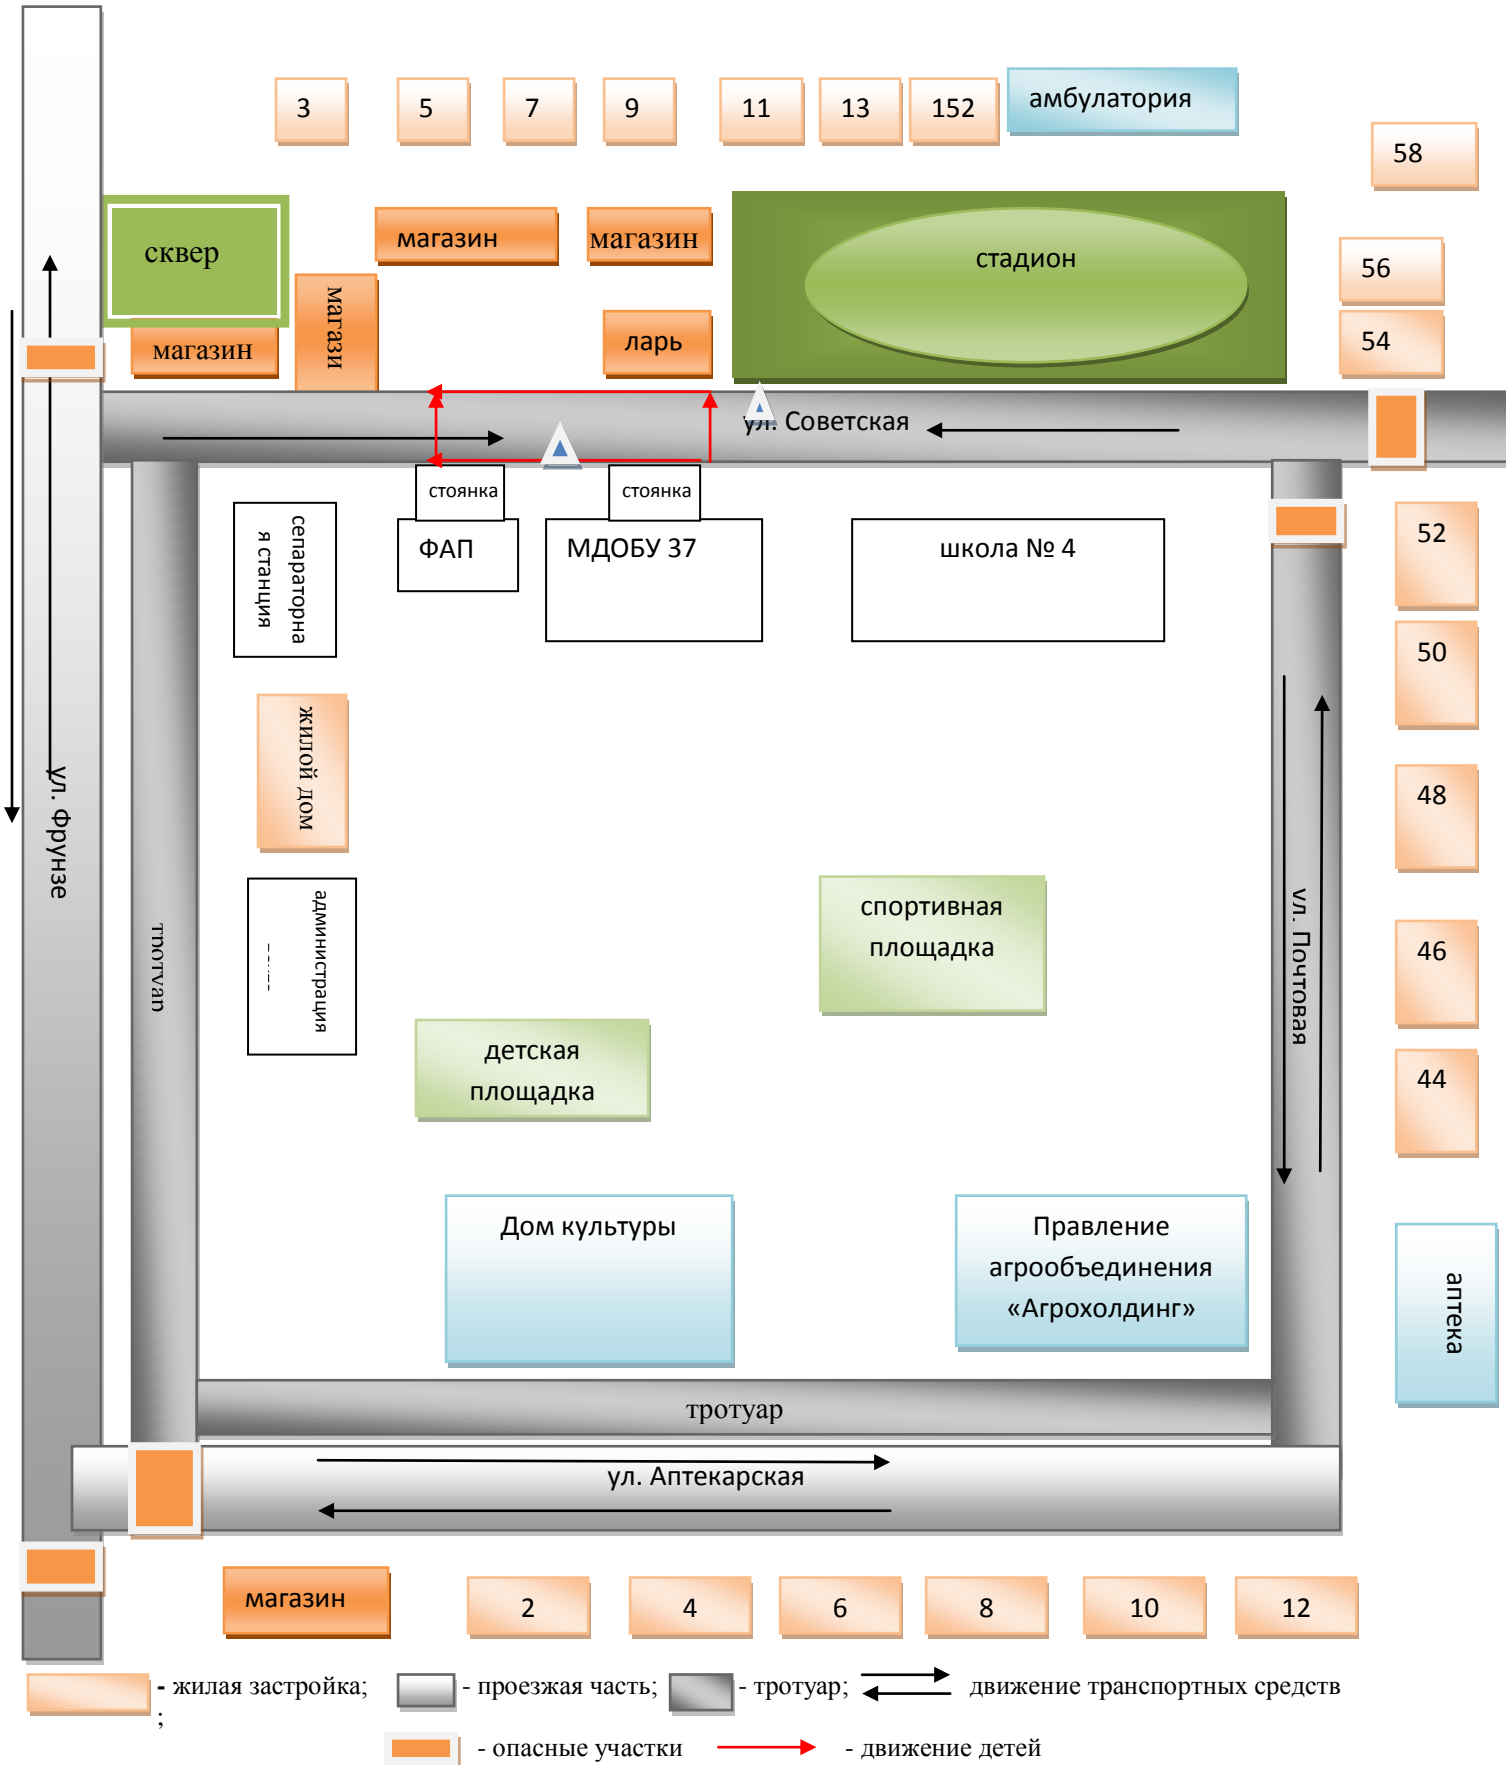 3
5
7
9
11
13
152
амбулатория
58
сквер
магазин
магазин
стадион
56
магази
магазин
ларь
54
ул. Советская
стоянка
стоянка
сепараторна
я станция
ФАП
МДОБУ 37
школа № 4
52
50
жилой дом
ул. Фрунзе
48
администрация
тротуар
спортивная
площадка
ул. Почтовая
46
детская
площадка
44
Дом культуры
Правление
агрообъединения
«Агрохолдинг»
аптека
тротуар
ул. Аптекарская
магазин
2
4
6
8
10
12
- жилая застройка;
;
- проезжая часть;
- тротуар;
движение транспортных средств
- опасные участки
- движение детей